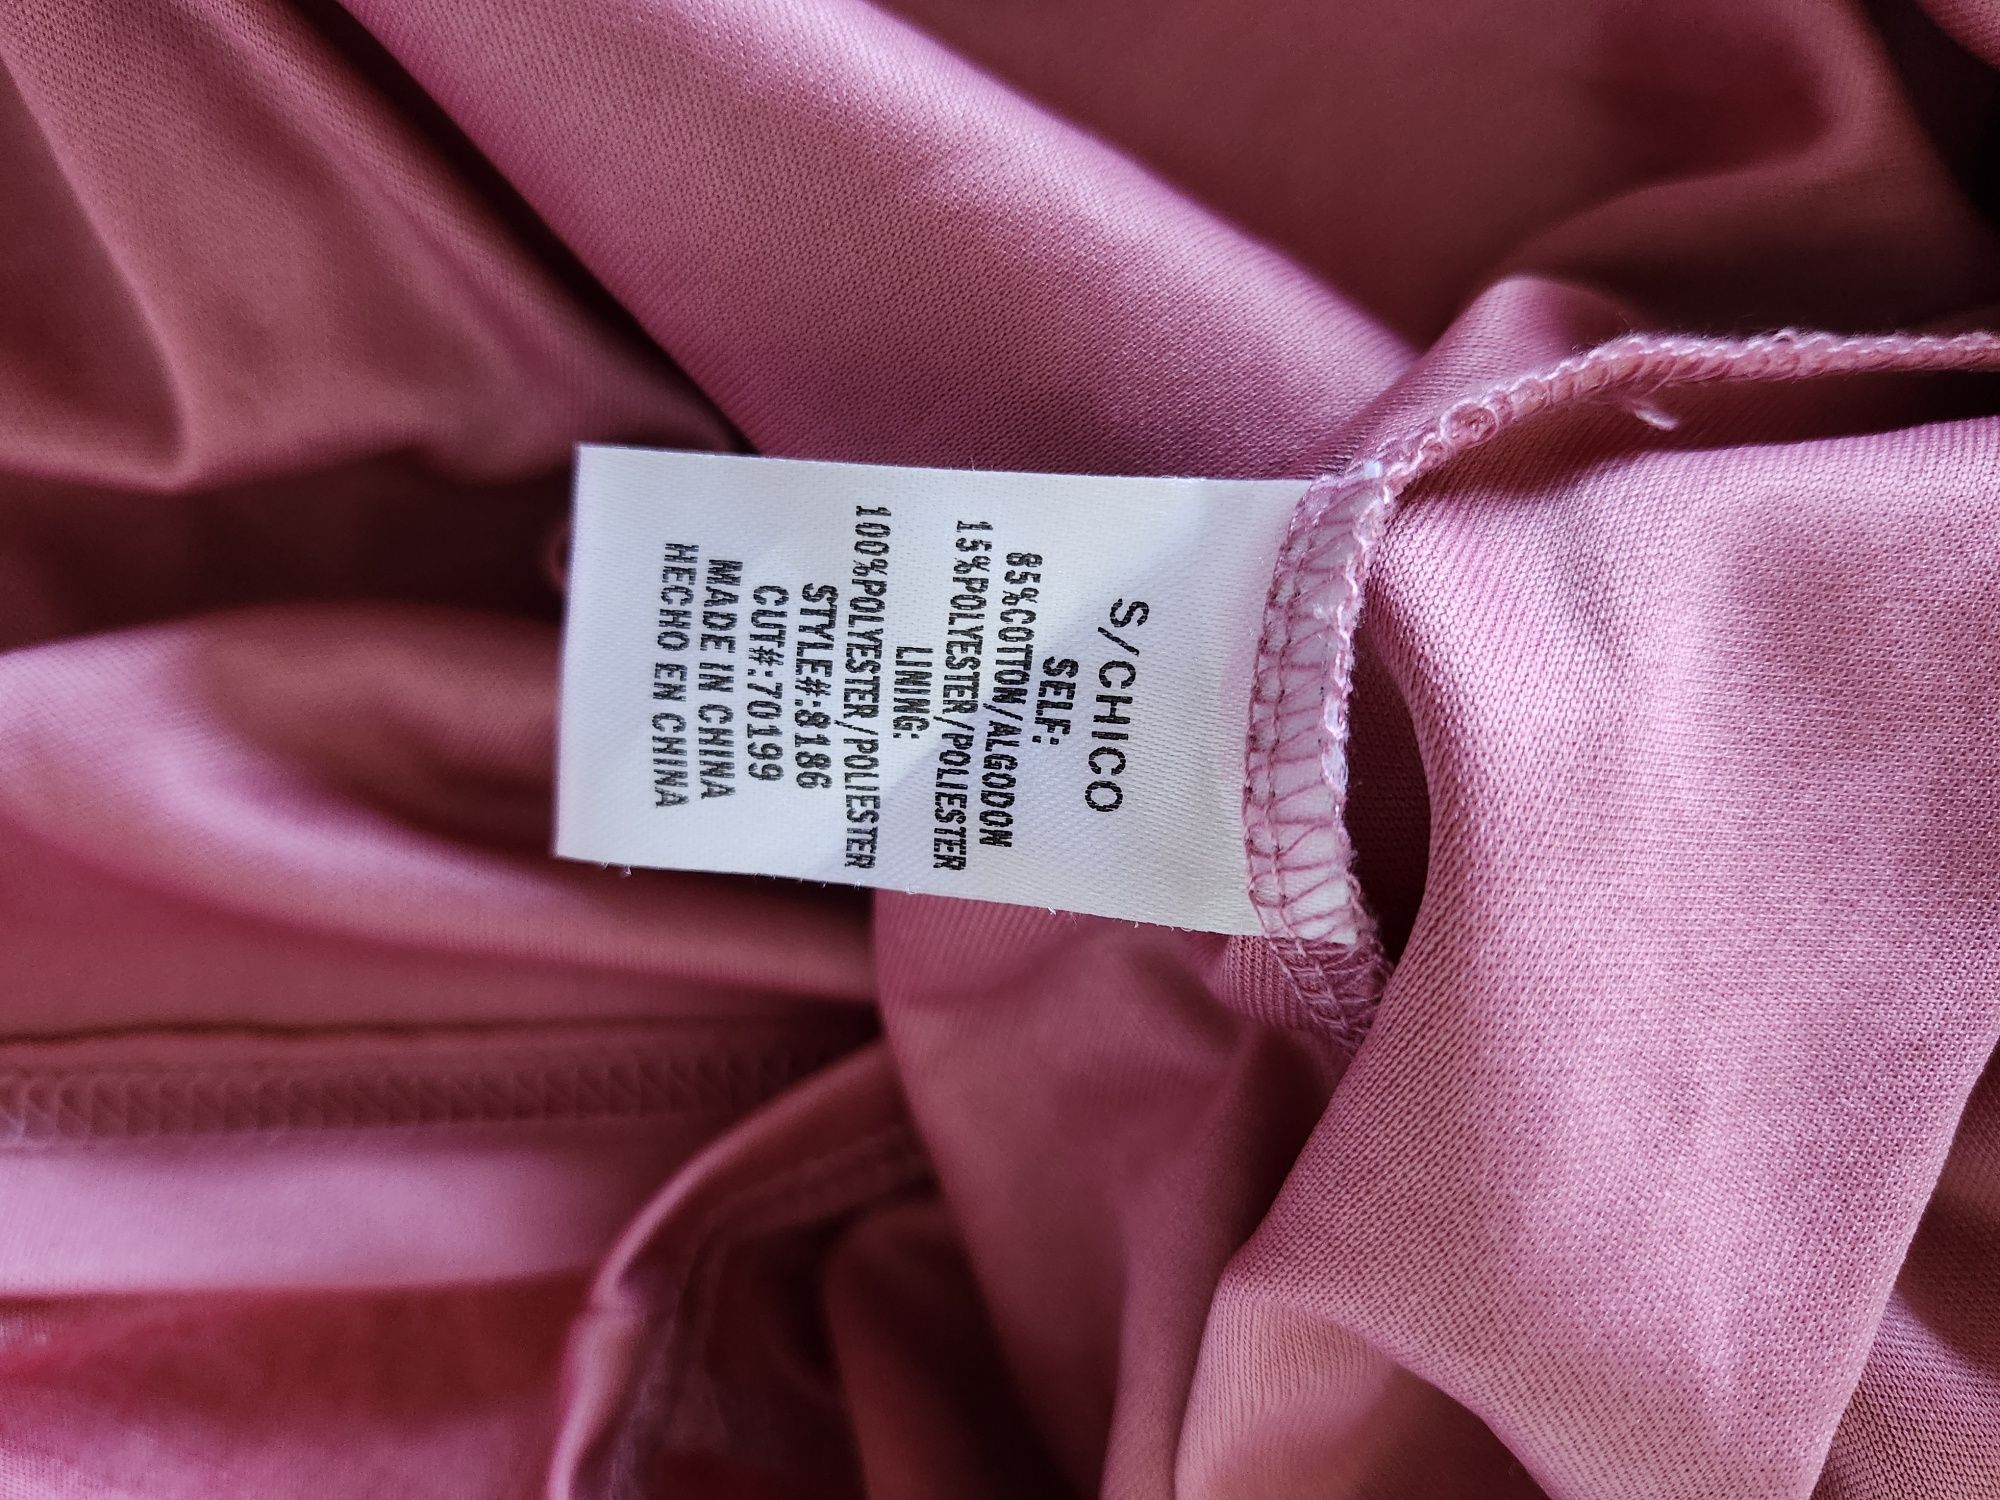 S/CHICO
SELF:
85%COTTON/ALGODON
15%POLYESTER/POLIESTER
LINING:
100%POLYESTER/POLIESTER
STYLE#:8186
CUT#:70199
MADE IN CHINA
HECHO EN CHINA